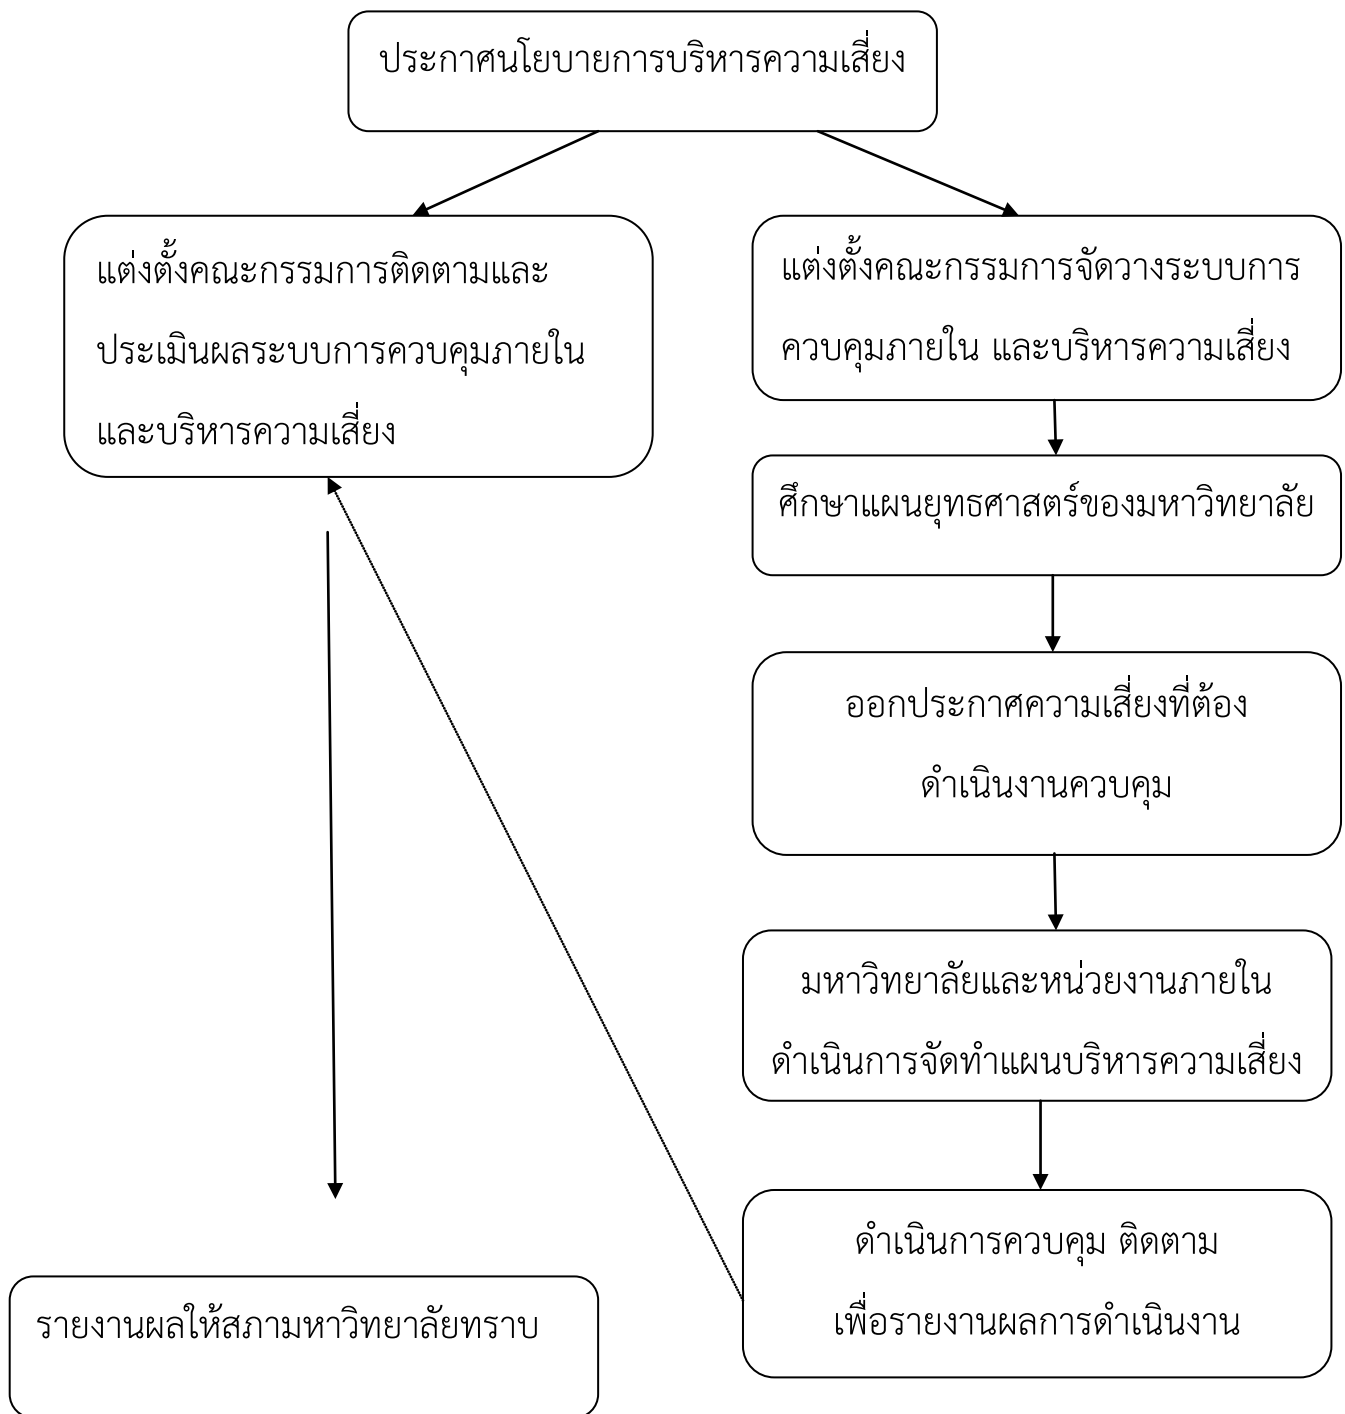 ประกาศนโยบายการบริหารความเสี่ยง
แต่งตั้งคณะกรรมการติดตามและ
ประเมินผลระบบการควบคุมภายใน
และบริหารความเสี่ยง
แต่งตั้งคณะกรรมการจัดวางระบบการ
ควบคุมภายใน และบริหารความเสี่ยง
ศึกษาแผนยุทธศาสตร์ของมหาวิทยาลัย
ออกประกาศความเสี่ยงที่ต้อง
ดำเนินงานควบคุม
มหาวิทยาลัยและหน่วยงานภายใน
ดำเนินการจัดทำแผนบริหารความเสี่ยง
ดำเนินการควบคุม ติดตาม
เพื่อรายงานผลการดำเนินงาน
รายงานผลให้สภามหาวิทยาลัยทราบ